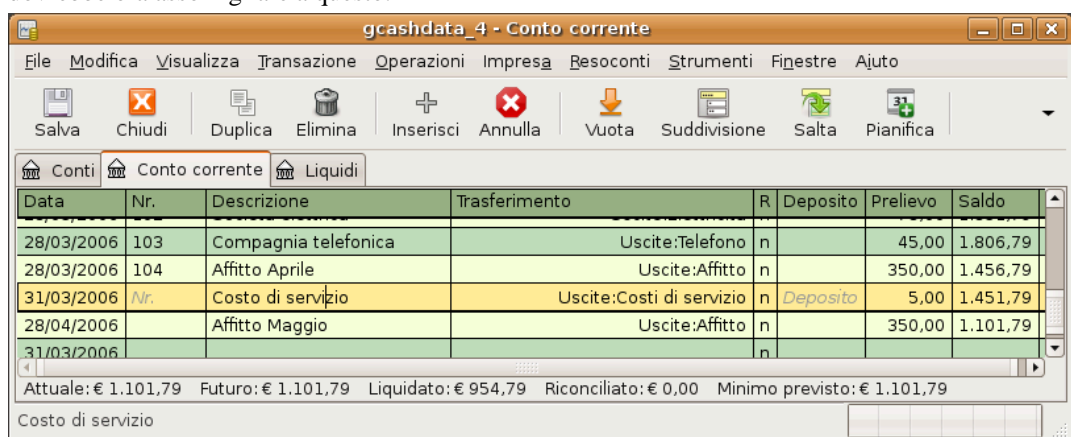 gcashdata_4 - Conto corrente
File Modifica Visualizza Transazione Operazioni Impresa Resoconti Strumenti Finestre Aiuto
Salva Chiudi Duplica Elimina Inserisci Annulla Vuota Suddivisione Salta Pianifica
Conti Conto corrente Liquidi
Data Nr. Descrizione Trasferimento R Deposito Prelievo Saldo
28/03/2006 103 Compagnia telefonica Uscite:Telefono n 45,00 1.806,79
28/03/2006 104 Affitto Aprile Uscite:Affitto n 350,00 1.456,79
31/03/2006 Nr. Costo di servizio Uscite:Costi di servizio n Deposito 5,00 1.451,79
28/04/2006 Affitto Maggio Uscite:Affitto n 350,00 1.101,79
31/03/2006 n
Attuale: € 1.101,79 Futuro: € 1.101,79 Liquidato: € 954,79 Riconciliato: € 0,00 Minimo previsto: € 1.101,79
Costo di servizio